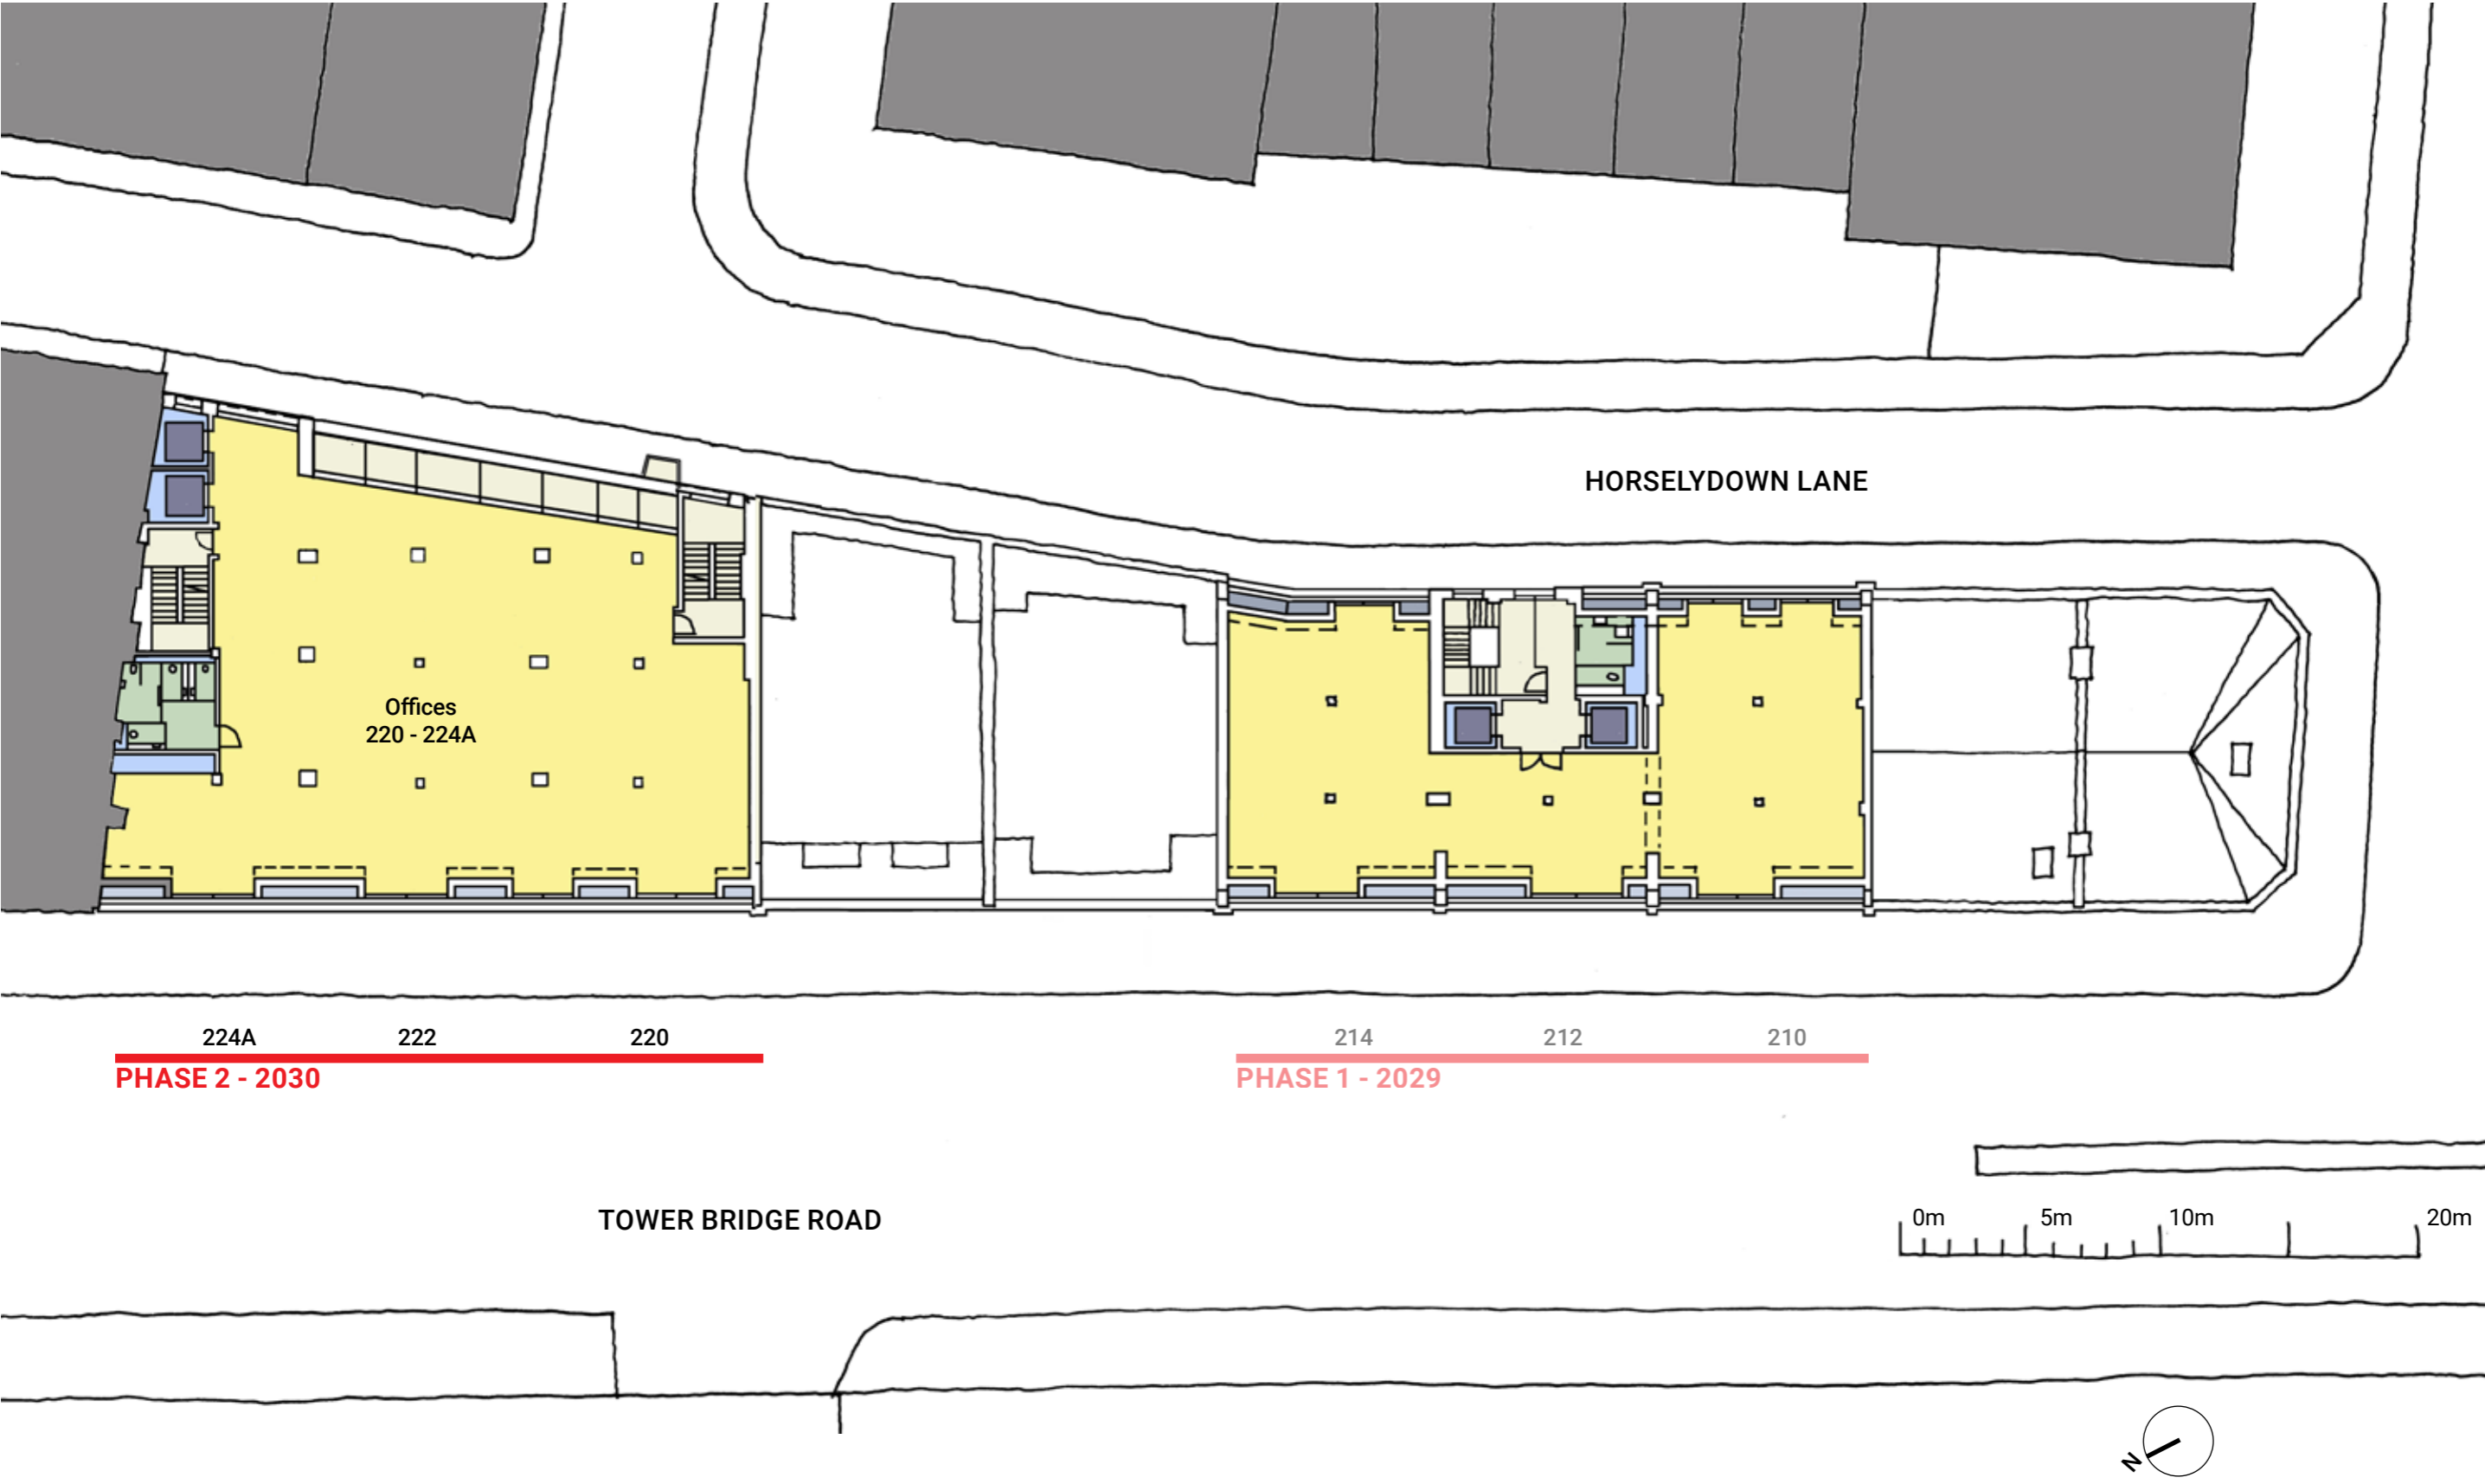 HORSELYDOWN LANE
Offices
220 - 224A
224A 222 220 214 212 210
PHASE 2 - 2030 PHASE 1 - 2029
TOWER BRIDGE ROAD
0m 5m 10m 20m
N